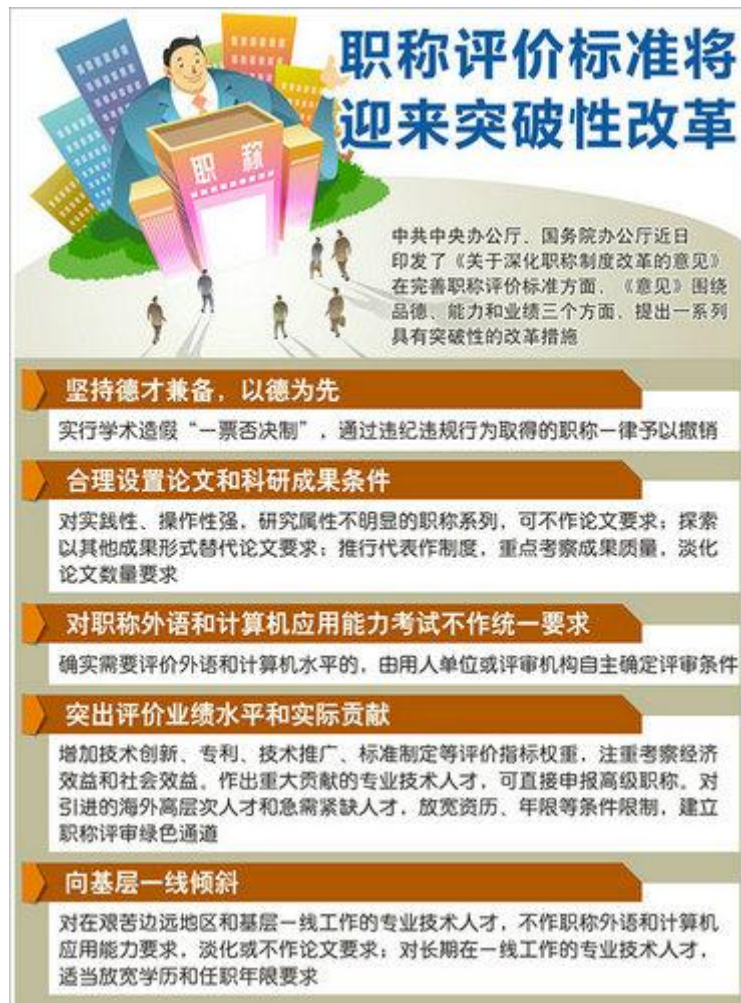 职称评价标准将
迎来突破性改革
职称
中共中央办公厅、国务院办公厅近日
印发了《关于深化职称制度改革的意见》
在完善职称评价标准方面，《意见》围绕
品德、能力和业绩三个方面，提出一系列
具有突破性的改革措施
坚持德才兼备，以德为先
实行学术造假“一票否决制”，通过违纪违规行为取得的职称一律予以撤销
合理设置论文和科研成果条件
对实践性、操作性强，研究属性不明显的职称系列，可不作论文要求；探索
以其他成果形式替代论文要求；推行代表作制度，重点考察成果质量，淡化
论文数量要求
对职称外语和计算机应用能力考试不作统一要求
确实需要评价外语和计算机水平的，由用人单位或评审机构自主确定评审条件
突出评价业绩水平和实际贡献
增加技术创新、专利、技术推广、标准制定等评价指标权重，注重考察经济
效益和社会效益。作出重大贡献的专业技术人才，可直接申报高级职称。对
引进的海外高层次人才和急需紧缺人才，放宽资历、年限等条件限制，建立
职称评审绿色通道
向基层一线倾斜
对在艰苦边远地区和基层一线工作的专业技术人才，不作职称外语和计算机
应用能力要求，淡化或不作论文要求；对长期在一线工作的专业技术人才，
适当放宽学历和任职年限要求